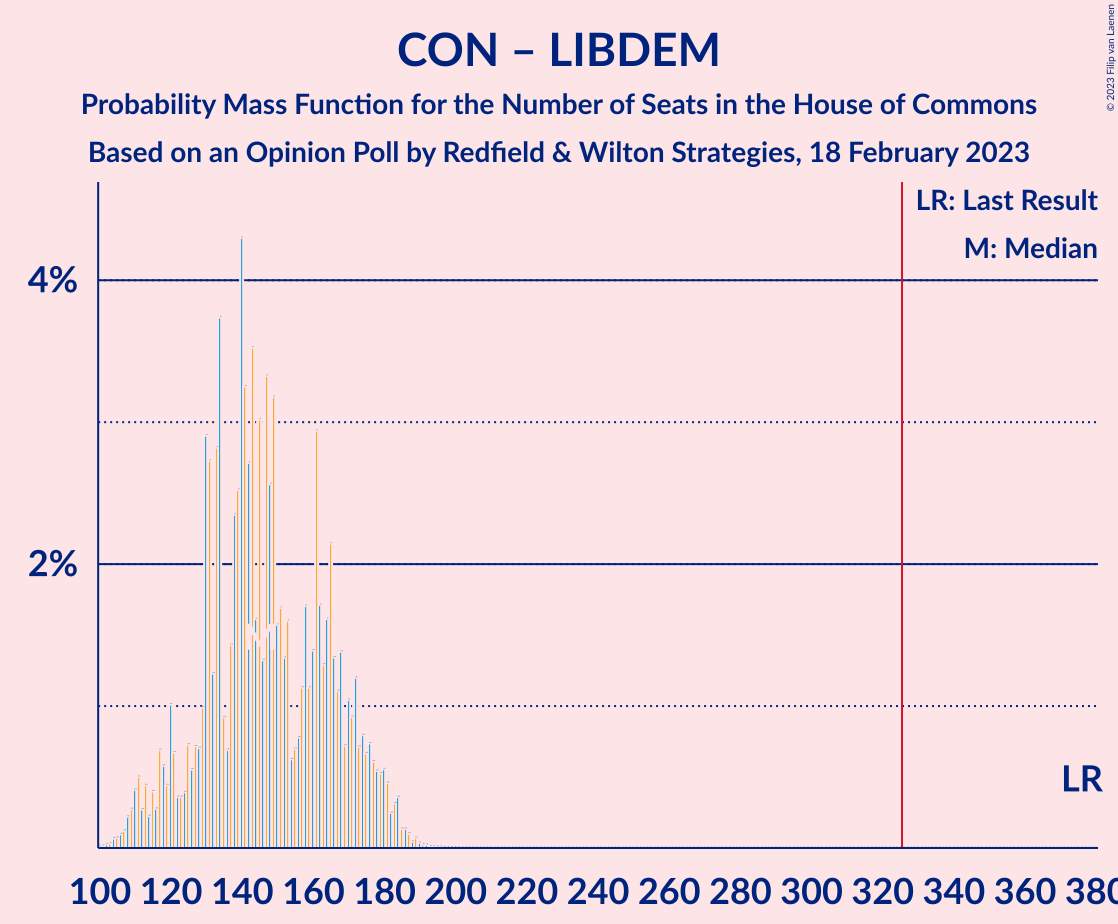 CON – LIBDEM
Probability Mass Function for the Number of Seats in the House of Commons
Based on an Opinion Poll by Redfield & Wilton Strategies, 18 February 2023
© 2023 Filip van Laenen
LR: Last Result
M: Median
4%
2%
LR
100 120 140 160 180 200 220 240 260 280 300 320 340 360 380